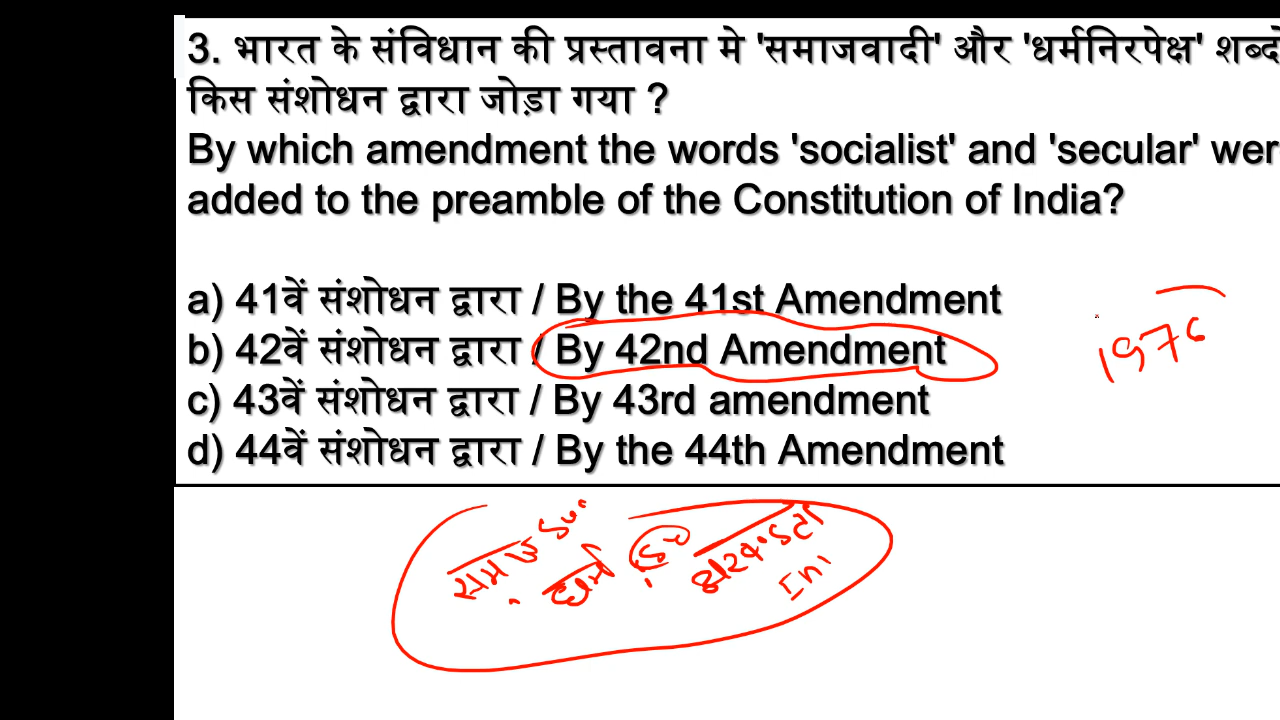 3. भारत के संविधान की प्रस्तावना मे 'समाजवादी' और 'धर्मनिरपेक्ष' शब्दो
किस संशोधन द्वारा जोड़ा गया ?
By which amendment the words 'socialist' and 'secular' wer
added to the preamble of the Constitution of India?
a) 41वें संशोधन द्वारा / By the 41st Amendment
b) 42वें संशोधन द्वारा / By 42nd Amendment
c) 43वें संशोधन द्वारा / By 43rd amendment
d) 44वें संशोधन द्वारा / By the 44th Amendment
1976
धर्म